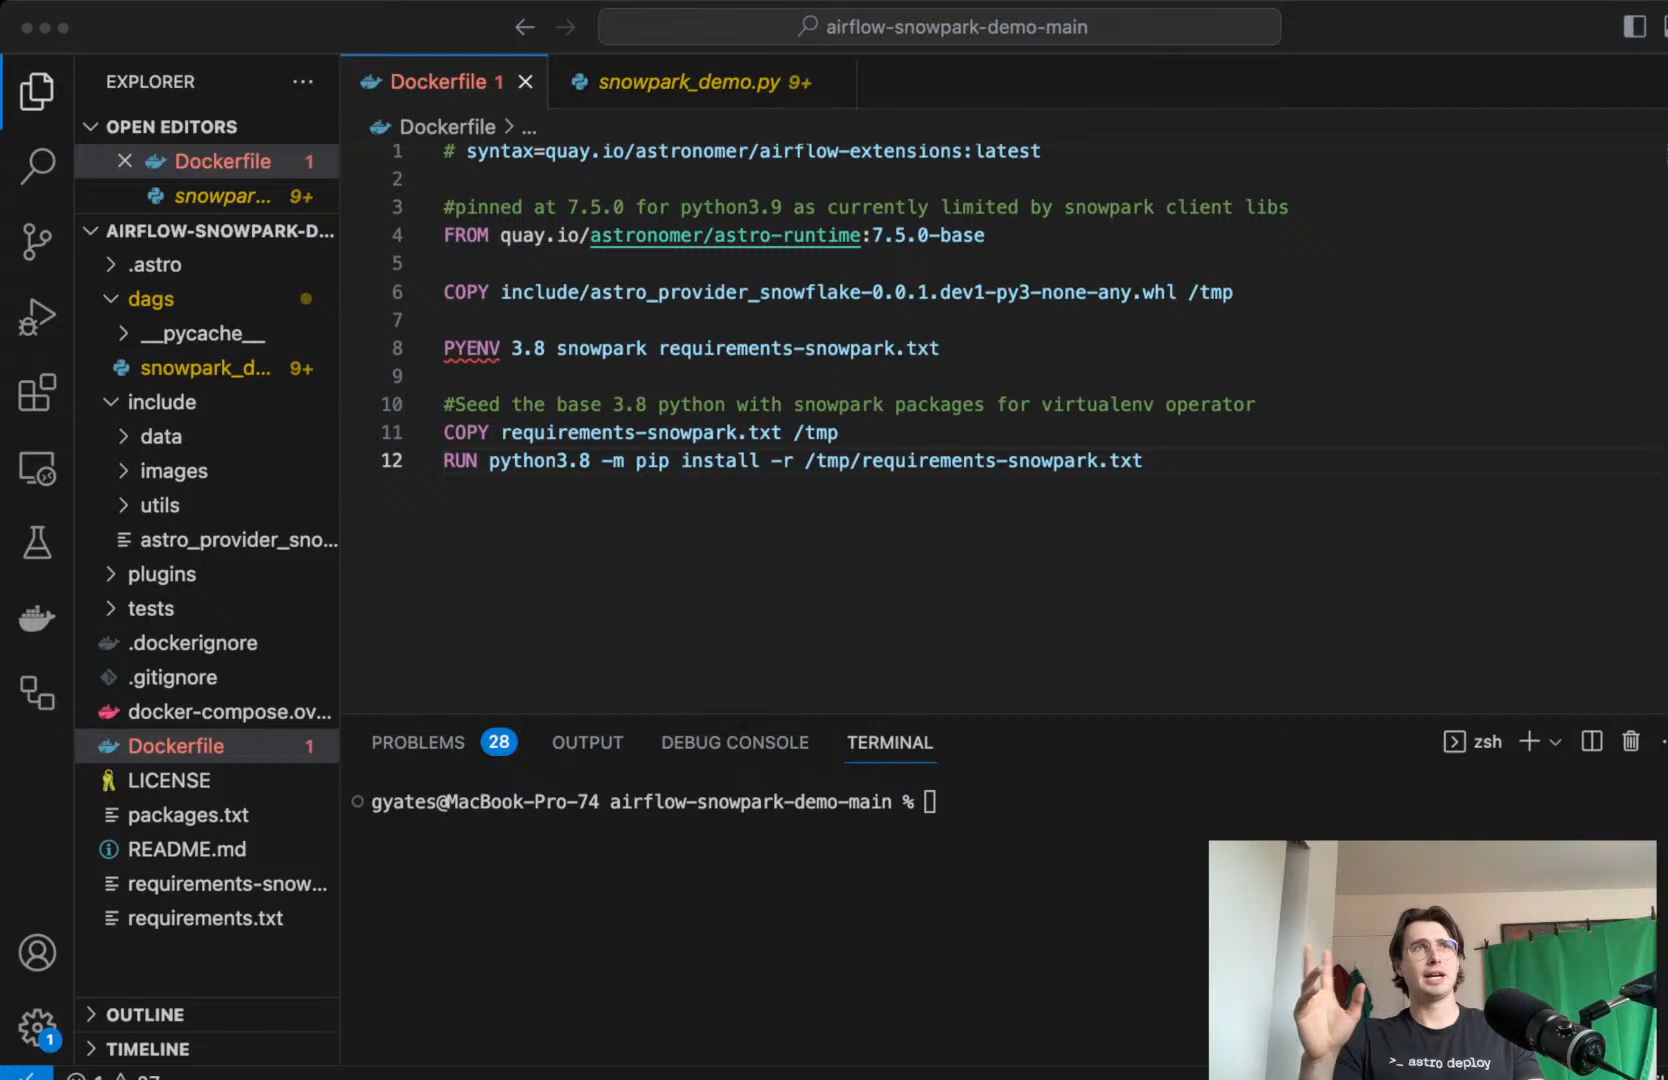 airflow-snowpark-demo-main
EXPLORER
Dockerfile 1
snowpark_demo.py 9+
OPEN EDITORS
Dockerfile 1
snowpar... 9+
AIRFLOW-SNOWPARK-D...
.astro
dags
__pycache__
snowpark_d... 9+
include
data
images
utils
astro_provider_sno...
plugins
tests
.dockerignore
.gitignore
docker-compose.ov...
Dockerfile 1
LICENSE
packages.txt
README.md
requirements-snow...
requirements.txt
OUTLINE
TIMELINE
1
Dockerfile > ...
1 # syntax=quay.io/astronomer/airflow-extensions:latest
2
3 #pinned at 7.5.0 for python3.9 as currently limited by snowpark client libs
4 FROM quay.io/astronomer/astro-runtime:7.5.0-base
5
6 COPY include/astro_provider_snowflake-0.0.1.dev1-py3-none-any.whl /tmp
7
8 PYENV 3.8 snowpark requirements-snowpark.txt
9
10 #Seed the base 3.8 python with snowpark packages for virtualenv operator
11 COPY requirements-snowpark.txt /tmp
12 RUN python3.8 -m pip install -r /tmp/requirements-snowpark.txt
PROBLEMS 28 OUTPUT DEBUG CONSOLE TERMINAL
zsh
gyates@MacBook-Pro-74 airflow-snowpark-demo-main %
>_ astro deploy